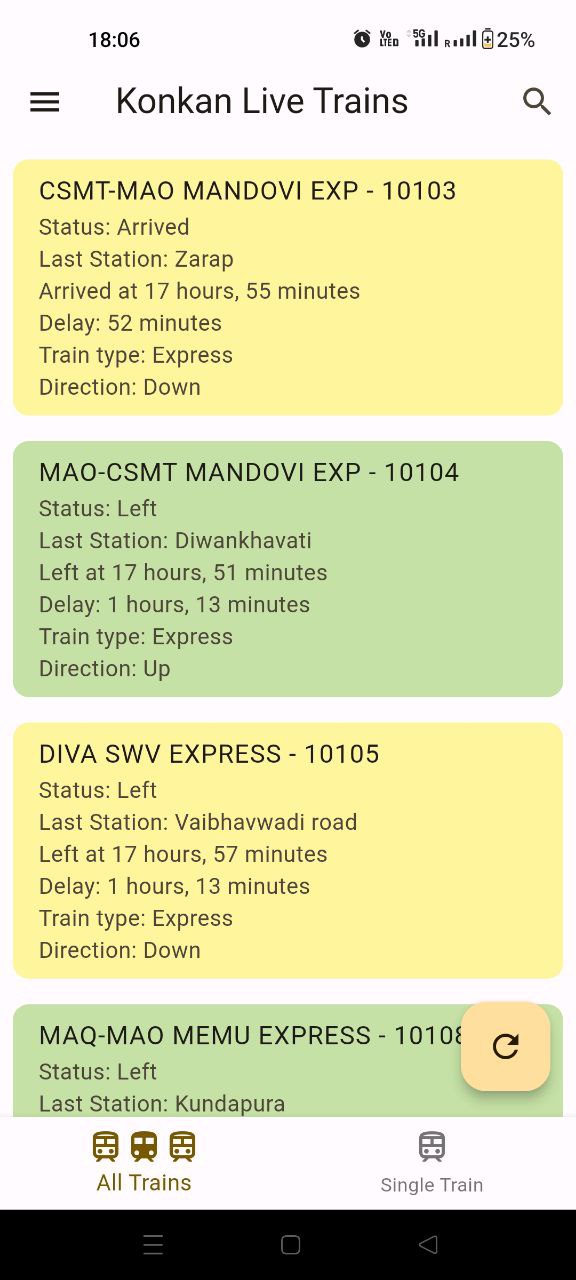 18:06
Vo LTE 5G R 25%
Konkan Live Trains
CSMT-MAO MANDOVI EXP - 10103
Status: Arrived
Last Station: Zarap
Arrived at 17 hours, 55 minutes
Delay: 52 minutes
Train type: Express
Direction: Down
MAO-CSMT MANDOVI EXP - 10104
Status: Left
Last Station: Diwankhavati
Left at 17 hours, 51 minutes
Delay: 1 hours, 13 minutes
Train type: Express
Direction: Up
DIVA SWV EXPRESS - 10105
Status: Left
Last Station: Vaibhavwadi road
Left at 17 hours, 57 minutes
Delay: 1 hours, 13 minutes
Train type: Express
Direction: Down
MAQ-MAO MEMU EXPRESS - 10108
Status: Left
Last Station: Kundapura
All Trains
Single Train